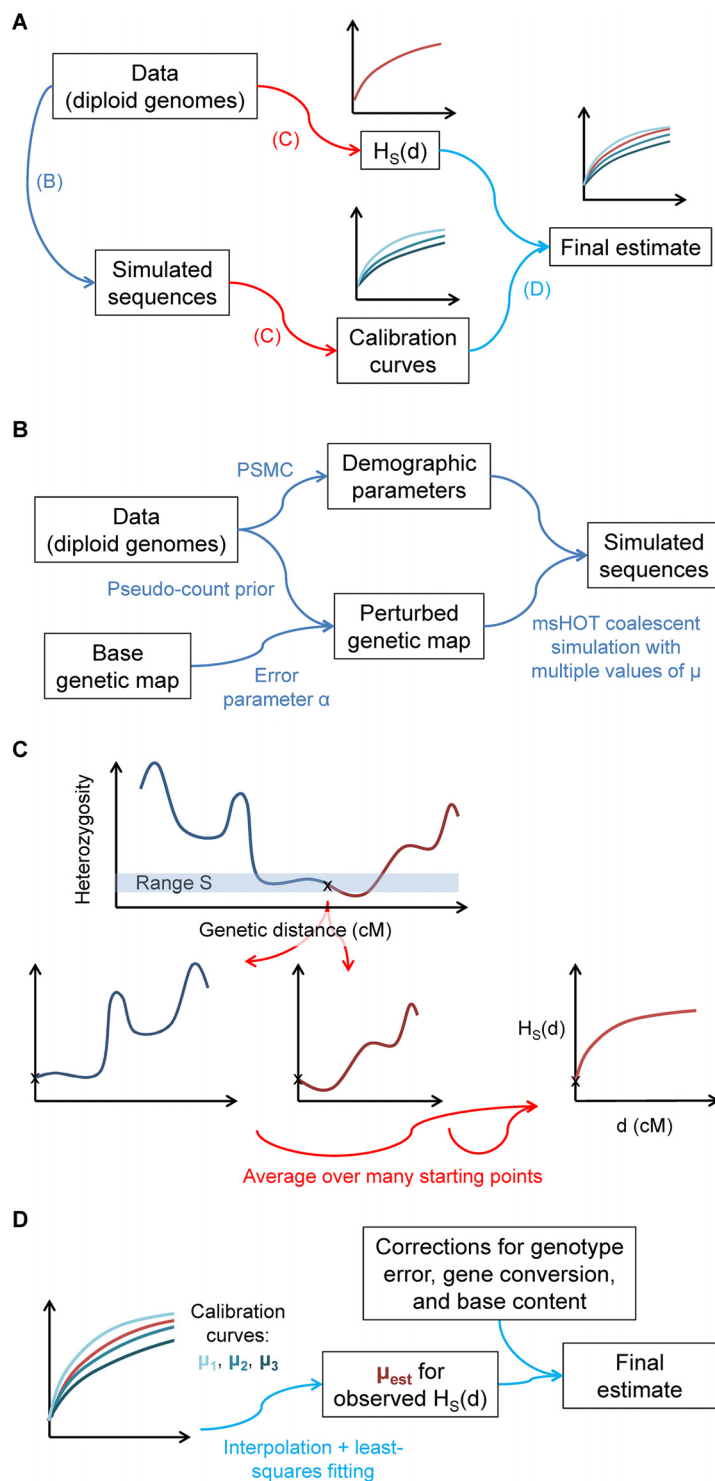 A
Data
(diploid genomes)
(C)
HS(d)
(B)
Simulated
sequences
(C)
Calibration
curves
(D)
Final estimate
B
PSMC
Demographic
parameters
Data
(diploid genomes)
Simulated
sequences
Pseudo-count prior
Perturbed
genetic map
Base
genetic map
Error
parameter α
msHOT coalescent
simulation with
multiple values of μ
C
Heterozygosity
Range S
x
Genetic distance (cM)
x
x
HS(d)
x
d (cM)
Average over many starting points
D
Corrections for genotype
error, gene conversion,
and base content
Calibration
curves:
μ1, μ2, μ3
μest for
observed HS(d)
Final
estimate
Interpolation + least-
squares fitting